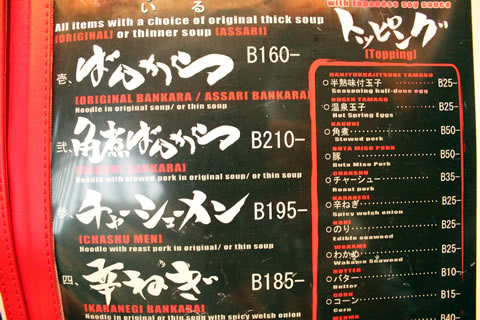 いる
All items with a choice of original thick soup
[ORIGINAL] or thinner soup [ASSARI]
壱、ばんから B160-
[ORIGINAL BANKARA / ASSARI BANKARA]
Noodle in original soup/ or thin soup
弐、角煮ばんから B210-
BANKARA]
Noodle with stewed pork in original soup/ or thin soup
チャーシューメン B195-
[CHASHU MEN]
Noodle with roast pork in original/ or thin soup
四、辛ねぎ B185-
[KARANEGI BANKARA]
Noodle in original/ or thin soup with spicy welsh onion
with Japanese soy sauce
トッピング
[Topping]
HANJYUKUAJITSUKE TAMAGO
○半熟味付玉子 B25-
Seasoning half-done egg
ONSEN TAMAGO
○温泉玉子 B25-
Hot Spring Eggs
KAKUNI
○角煮 B50-
Stewed pork
BUTA MISO PORK
○豚 B50-
Buta Miso Pork
CHARSHU
○チャーシュー B35-
Roast pork
KARANEGI
○辛ねぎ B25-
Spicy welsh onion
NORI
○のり B25-
Edible seaweed
WAKAME
○わかめ B25-
Wakame Seaweed
BUTTER
○バター B10-
Butter
CORN
○コーン B15-
Corn
MENMA